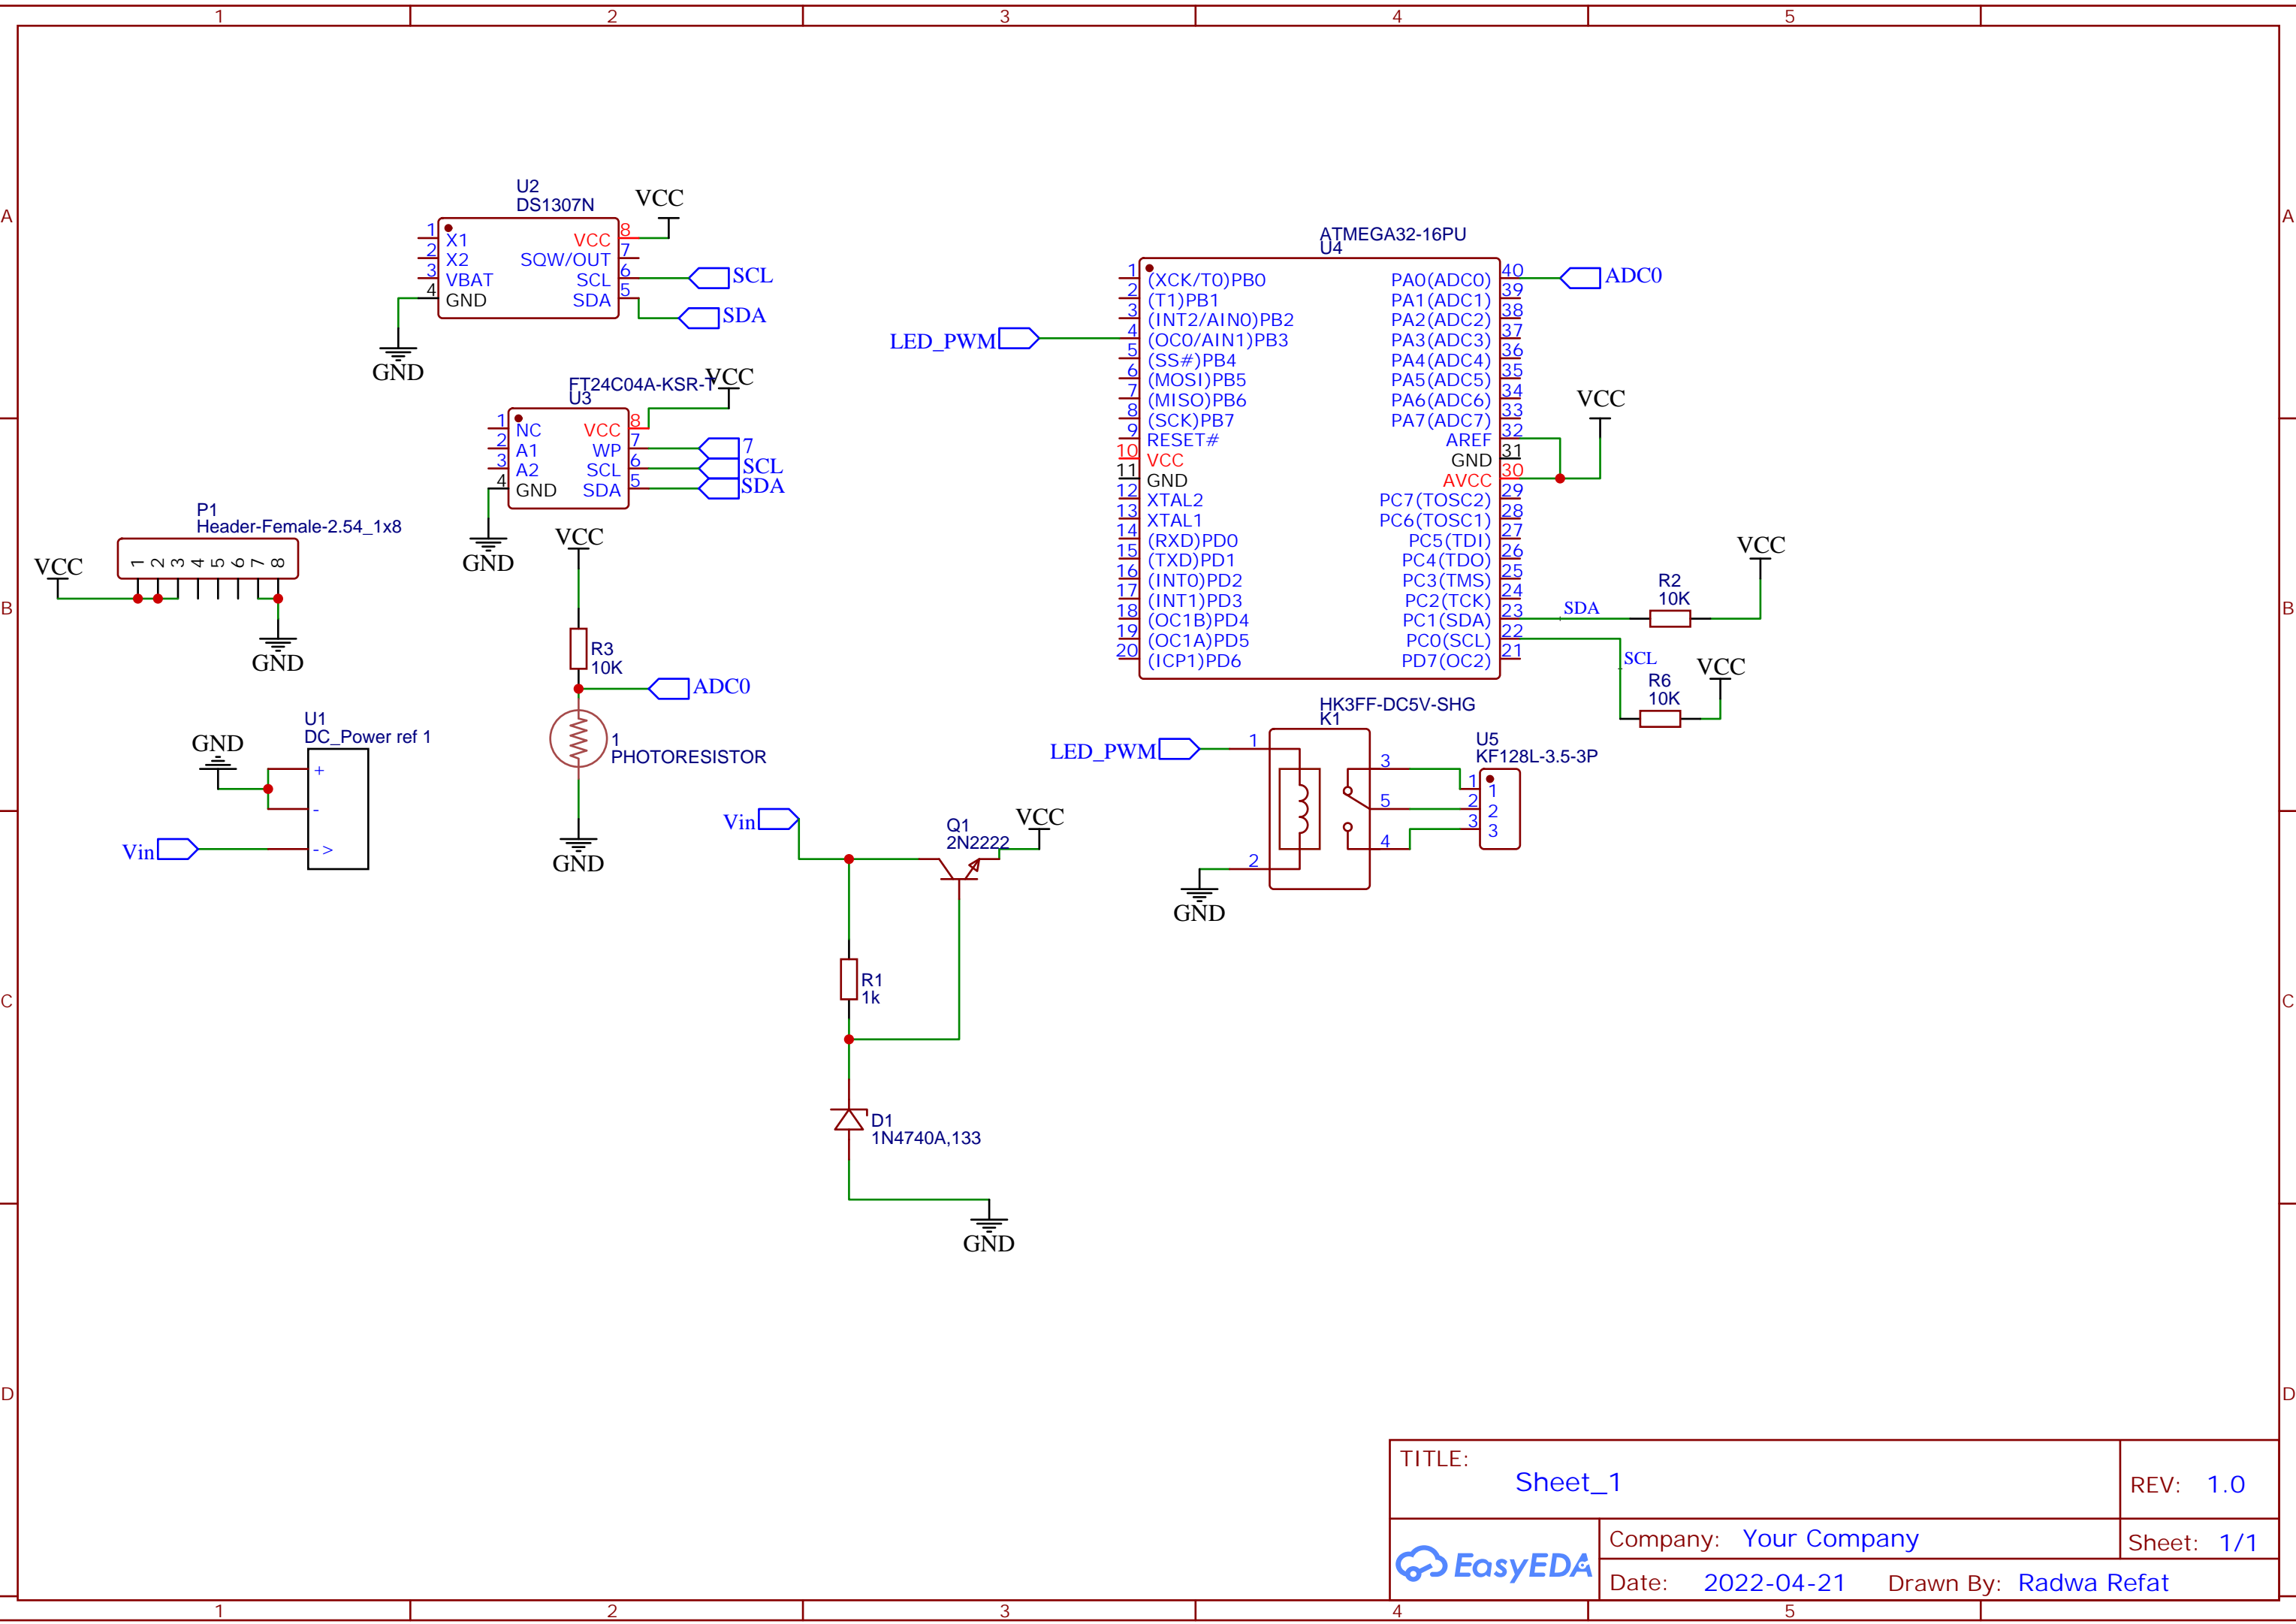 1 2 3 4 5
A A
B B
C C
D D
U2
DS1307N
VCC
1 X1
2 X2
3 VBAT
4 GND
VCC 8
SQW/OUT 7
SCL 6
SDA 5
SCL
SDA
GND
FT24C04A-KSR-T
U3
VCC
1 NC
2 A1
3 A2
4 GND
VCC 8
WP 7
SCL 6
SDA 5
7
SCL
SDA
GND
P1
Header-Female-2.54_1x8
VCC
1 2 3 4 5 6 7 8
GND
VCC
R3
10K
ADC0
1
PHOTORESISTOR
GND
U1
DC_Power ref 1
GND
+
-
->
Vin
Vin
Q1
2N2222
VCC
R1
1k
D1
1N4740A,133
GND
ATMEGA32-16PU
U4
LED_PWM
1 (XCK/T0)PB0
2 (T1)PB1
3 (INT2/AIN0)PB2
4 (OC0/AIN1)PB3
5 (SS#)PB4
6 (MOSI)PB5
7 (MISO)PB6
8 (SCK)PB7
9 RESET#
10 VCC
11 GND
12 XTAL2
13 XTAL1
14 (RXD)PD0
15 (TXD)PD1
16 (INT0)PD2
17 (INT1)PD3
18 (OC1B)PD4
19 (OC1A)PD5
20 (ICP1)PD6
PA0(ADC0) 40
PA1(ADC1) 39
PA2(ADC2) 38
PA3(ADC3) 37
PA4(ADC4) 36
PA5(ADC5) 35
PA6(ADC6) 34
PA7(ADC7) 33
AREF 32
GND 31
AVCC 30
PC7(TOSC2) 29
PC6(TOSC1) 28
PC5(TDI) 27
PC4(TDO) 26
PC3(TMS) 25
PC2(TCK) 24
PC1(SDA) 23
PC0(SCL) 22
PD7(OC2) 21
ADC0
VCC
VCC
SDA
R2
10K
SCL
VCC
R6
10K
HK3FF-DC5V-SHG
K1
LED_PWM
1
2
3
5
4
GND
U5
KF128L-3.5-3P
1 1
2 2
3 3
TITLE:
Sheet_1
REV: 1.0
EasyEDA
Company: Your Company
Sheet: 1/1
Date: 2022-04-21
Drawn By: Radwa Refat
1 2 3 4 5